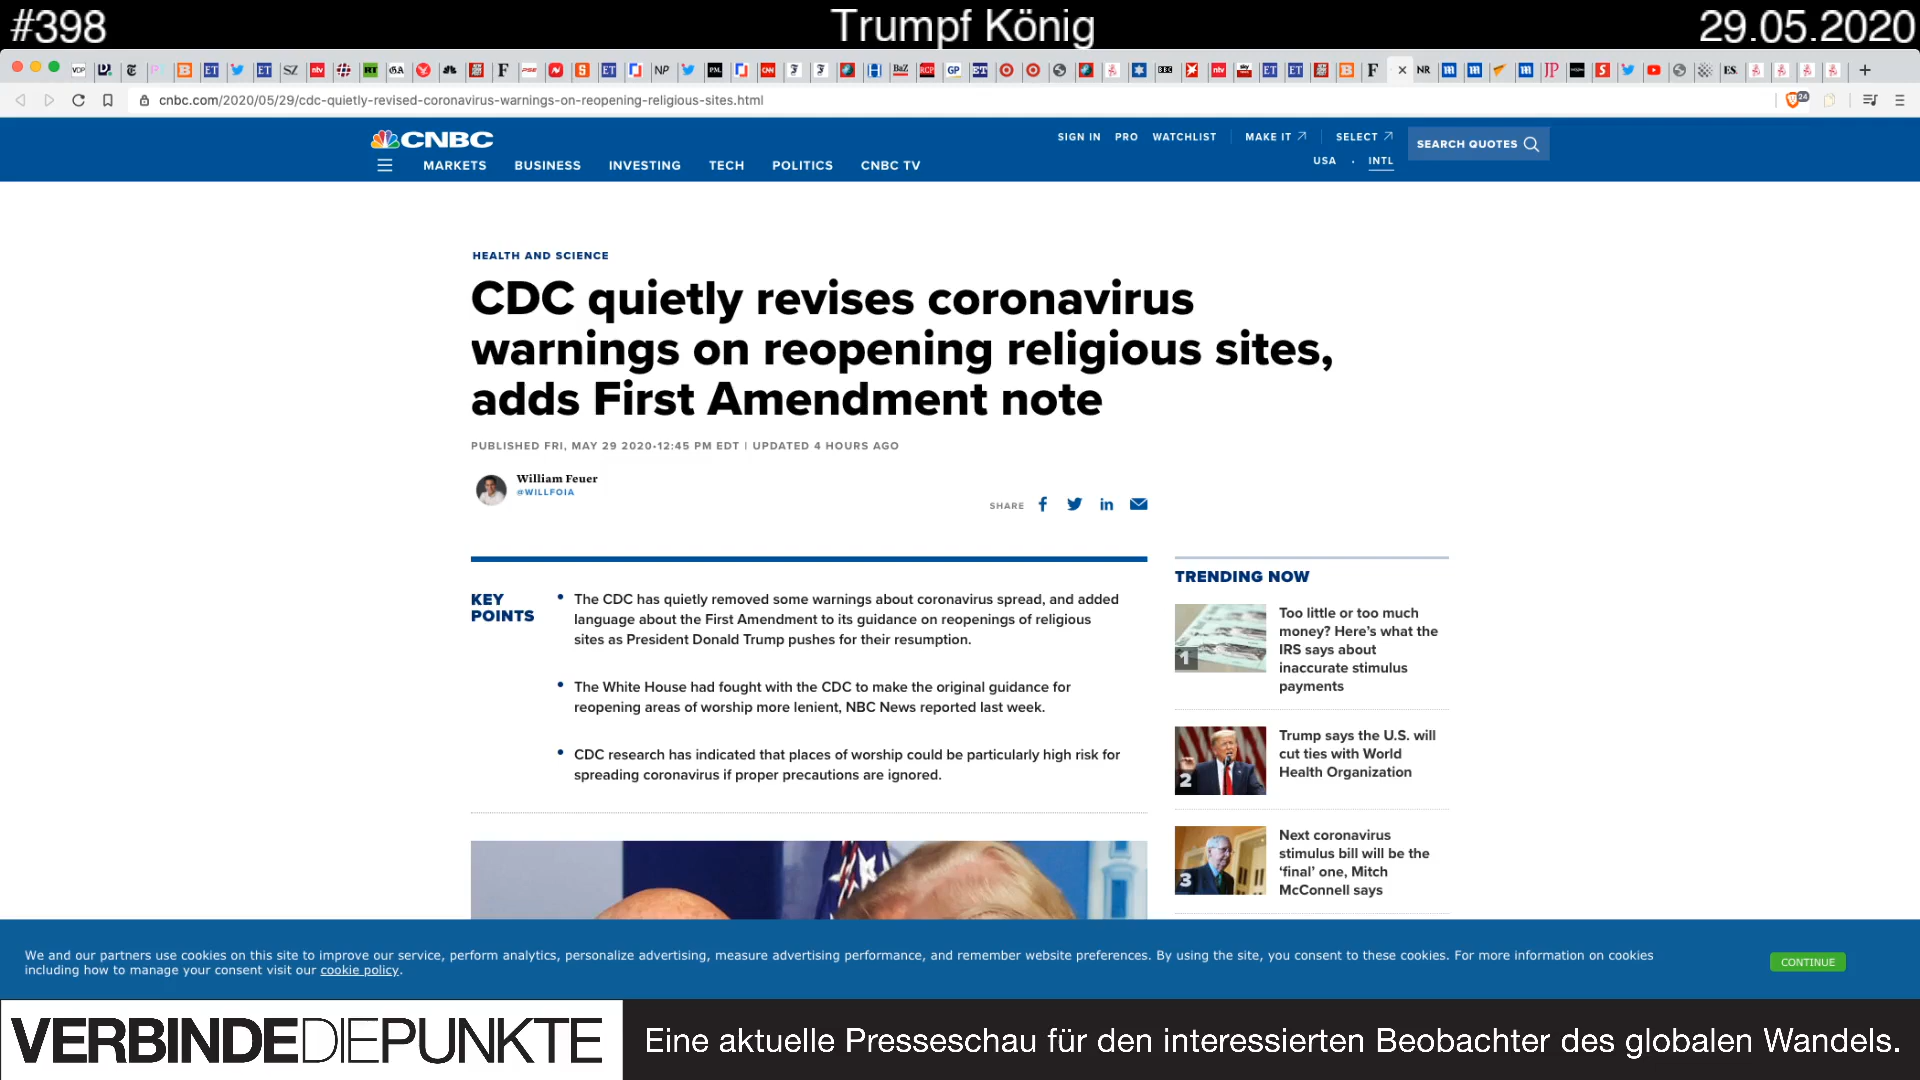 #398
Trumpf König
29.05.2020
cnbc.com/2020/05/29/cdc-quietly-revised-coronavirus-warnings-on-reopening-religious-sites.html
CNBC
SIGN IN
PRO
WATCHLIST
MAKE IT
SELECT
USA
INTL
SEARCH QUOTES
MARKETS
BUSINESS
INVESTING
TECH
POLITICS
CNBC TV
HEALTH AND SCIENCE
CDC quietly revises coronavirus
warnings on reopening religious sites,
adds First Amendment note
PUBLISHED FRI, MAY 29 2020•12:45 PM EDT | UPDATED 4 HOURS AGO
William Feuer
@WILLFOIA
SHARE
KEY
POINTS
• The CDC has quietly removed some warnings about coronavirus spread, and added
language about the First Amendment to its guidance on reopenings of religious
sites as President Donald Trump pushes for their resumption.
• The White House had fought with the CDC to make the original guidance for
reopening areas of worship more lenient, NBC News reported last week.
• CDC research has indicated that places of worship could be particularly high risk for
spreading coronavirus if proper precautions are ignored.
TRENDING NOW
1
Too little or too much
money? Here's what the
IRS says about
inaccurate stimulus
payments
2
Trump says the U.S. will
cut ties with World
Health Organization
3
Next coronavirus
stimulus bill will be the
‘final’ one, Mitch
McConnell says
We and our partners use cookies on this site to improve our service, perform analytics, personalize advertising, measure advertising performance, and remember website preferences. By using the site, you consent to these cookies. For more information on cookies
including how to manage your consent visit our cookie policy.
CONTINUE
VERBINDEDIEPUNKTE
Eine aktuelle Presseschau für den interessierten Beobachter des globalen Wandels.